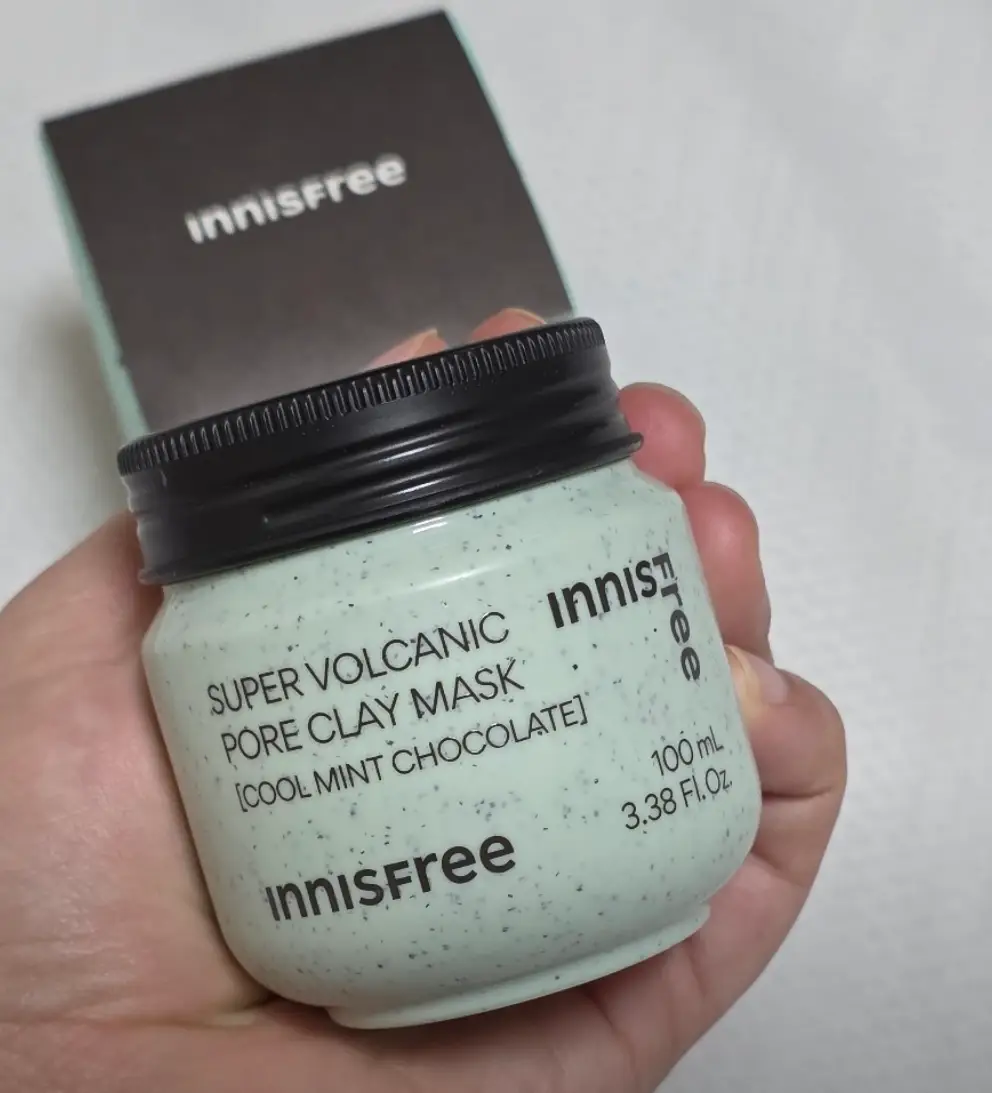 INNISFree
SUPER VOLCANIC
PORE CLAY MASK
[COOL MINT CHOCOLATE]
INNISFree
INNISFree
100 mL
3.38 Fl.Oz.